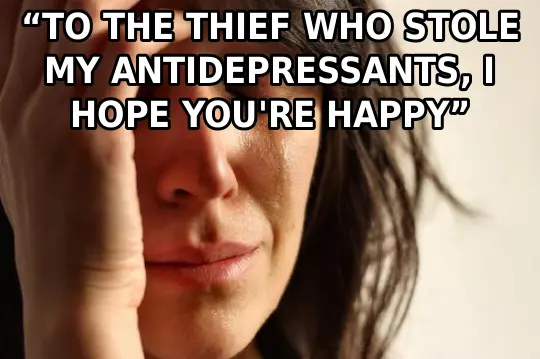 “TO THE THIEF WHO STOLE
MY ANTIDEPRESSANTS, I
HOPE YOU'RE HAPPY”